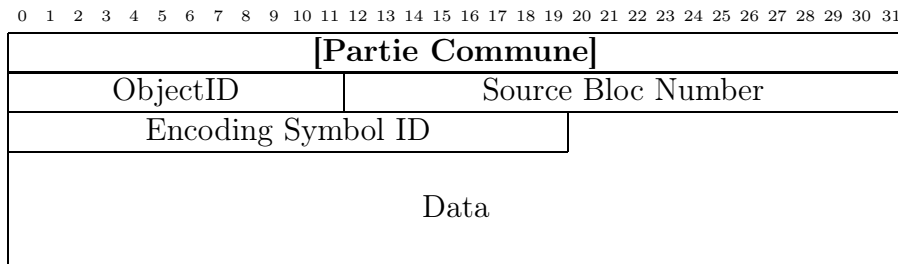 0 1 2 3 4 5 6 7 8 9 10 11 12 13 14 15 16 17 18 19 20 21 22 23 24 25 26 27 28 29 30 31
[Partie Commune]
ObjectID Source Bloc Number
Encoding Symbol ID
Data